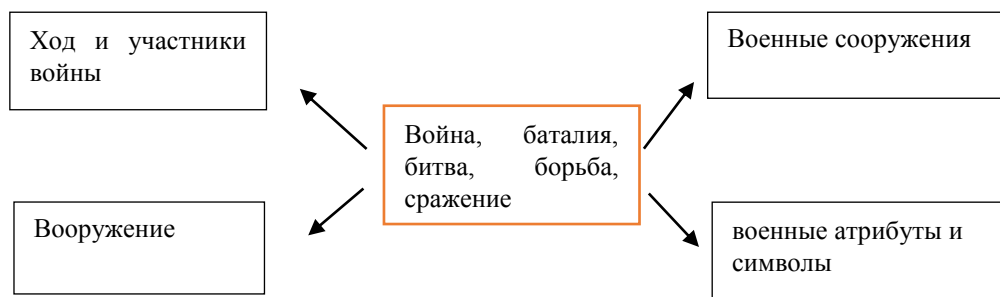 Ход и участники
войны
Военные сооружения
Война, баталия,
битва, борьба,
сражение
Вооружение
военные атрибуты и
символы